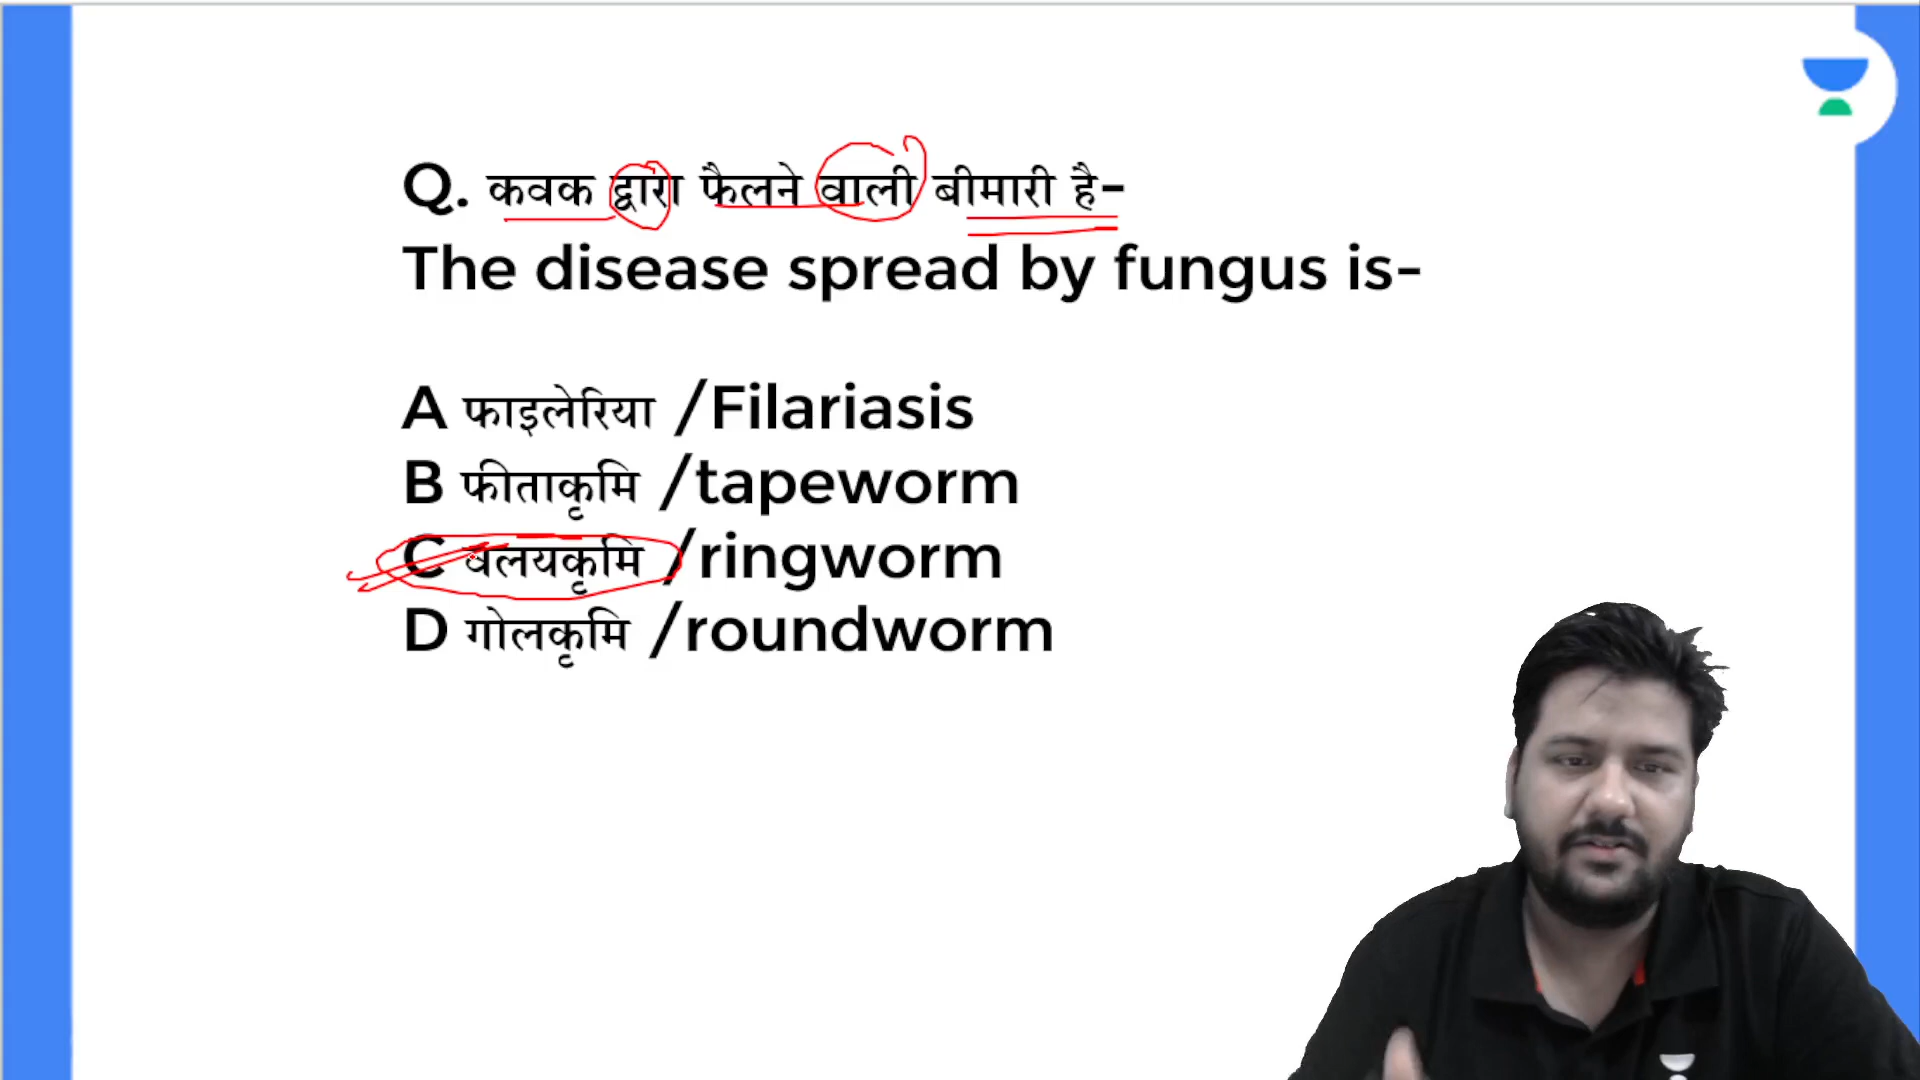 Q. कवक द्वारा फैलने वाली बीमारी है-
The disease spread by fungus is-
A फाइलेरिया /Filariasis
B फीताकृमि /tapeworm
C वलयकृमि /ringworm
D गोलकृमि /roundworm